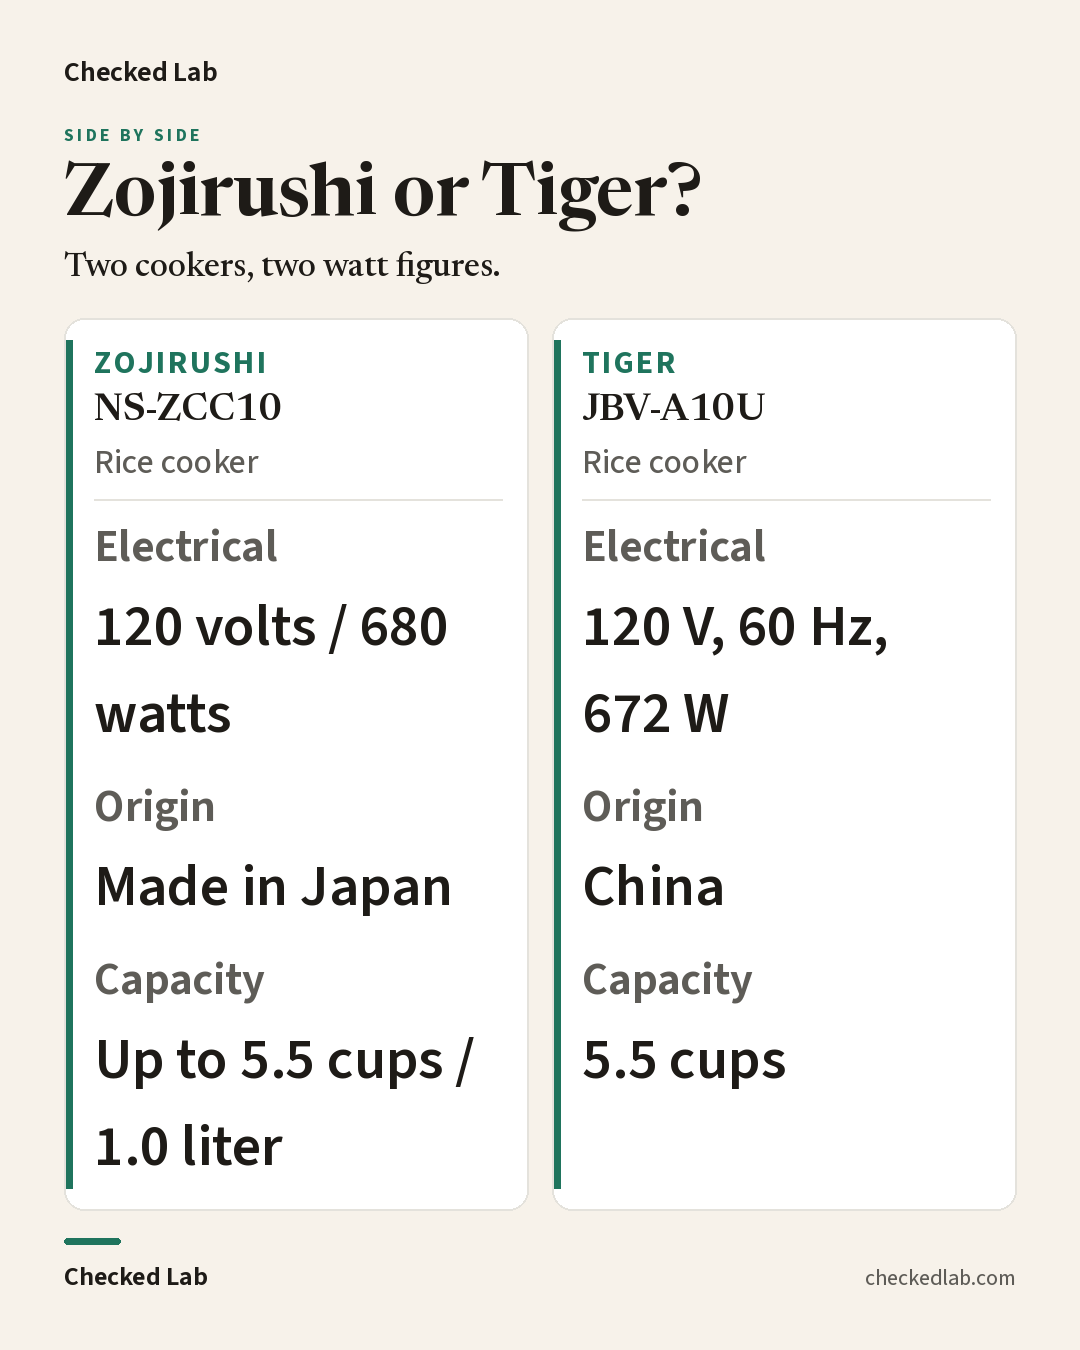 Checked Lab
SIDE BY SIDE
Zojirushi or Tiger?
Two cookers, two watt figures.
ZOJIRUSHI
NS-ZCC10
Rice cooker
Electrical
120 volts / 680
watts
Origin
Made in Japan
Capacity
Up to 5.5 cups /
1.0 liter
TIGER
JBV-A10U
Rice cooker
Electrical
120 V, 60 Hz,
672 W
Origin
China
Capacity
5.5 cups
Checked Lab
checkedlab.com